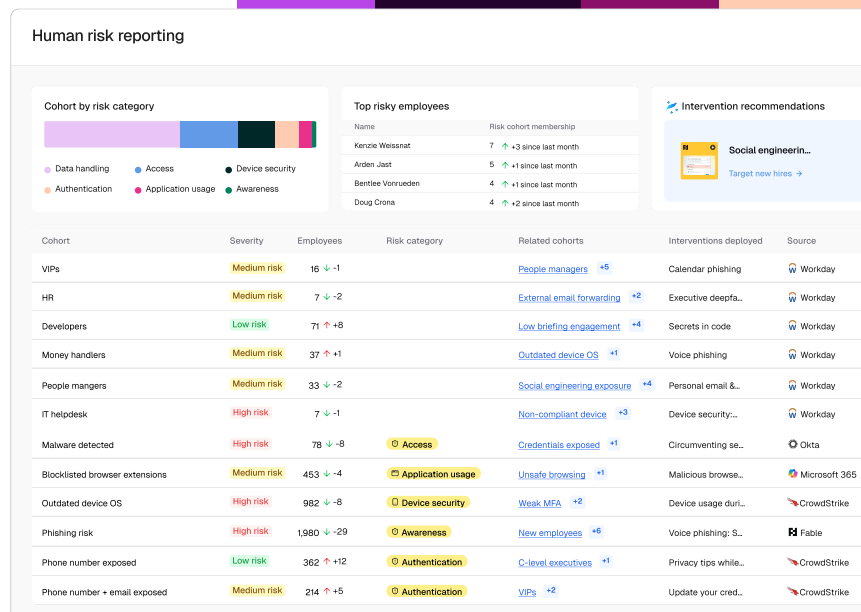 Human risk reporting
Cohort by risk category
Data handling
Access
Device security
Authentication
Application usage
Awareness
Top risky employees
Name Risk cohort membership
Kenzie Weissnat 7 +3 since last month
Arden Jast 5 +1 since last month
Bentlee Vonrueden 4 +1 since last month
Doug Crona 4 +2 since last month
Intervention recommendations
Social engineerin...
Target new hires →
Cohort Severity Employees Risk category Related cohorts Interventions deployed Source
VIPs Medium risk 16 ↓ -1 People managers +5 Calendar phishing Workday
HR Medium risk 7 ↓ -2 External email forwarding +2 Executive deepfa... Workday
Developers Low risk 71 ↑ +8 Low briefing engagement +4 Secrets in code Workday
Money handlers Medium risk 37 ↑ +1 Outdated device OS +1 Voice phishing Workday
People mangers Medium risk 33 ↓ -2 Social engineering exposure +4 Personal email &... Workday
IT helpdesk High risk 7 ↓ -1 Non-compliant device +3 Device security:... Workday
Malware detected High risk 78 ↓ -8 Access Credentials exposed +1 Circumventing se... Okta
Blocklisted browser extensions Medium risk 453 ↓ -4 Application usage Unsafe browsing +1 Malicious browse... Microsoft 365
Outdated device OS High risk 982 ↓ -8 Device security Weak MFA +2 Device usage duri... CrowdStrike
Phishing risk High risk 1,980 ↓ -29 Awareness New employees +6 Voice phishing: S... Fable
Phone number exposed Low risk 362 ↑ +12 Authentication C-level executives +1 Privacy tips while... CrowdStrike
Phone number + email exposed Medium risk 214 ↑ +5 Authentication VIPs +2 Update your cred... CrowdStrike